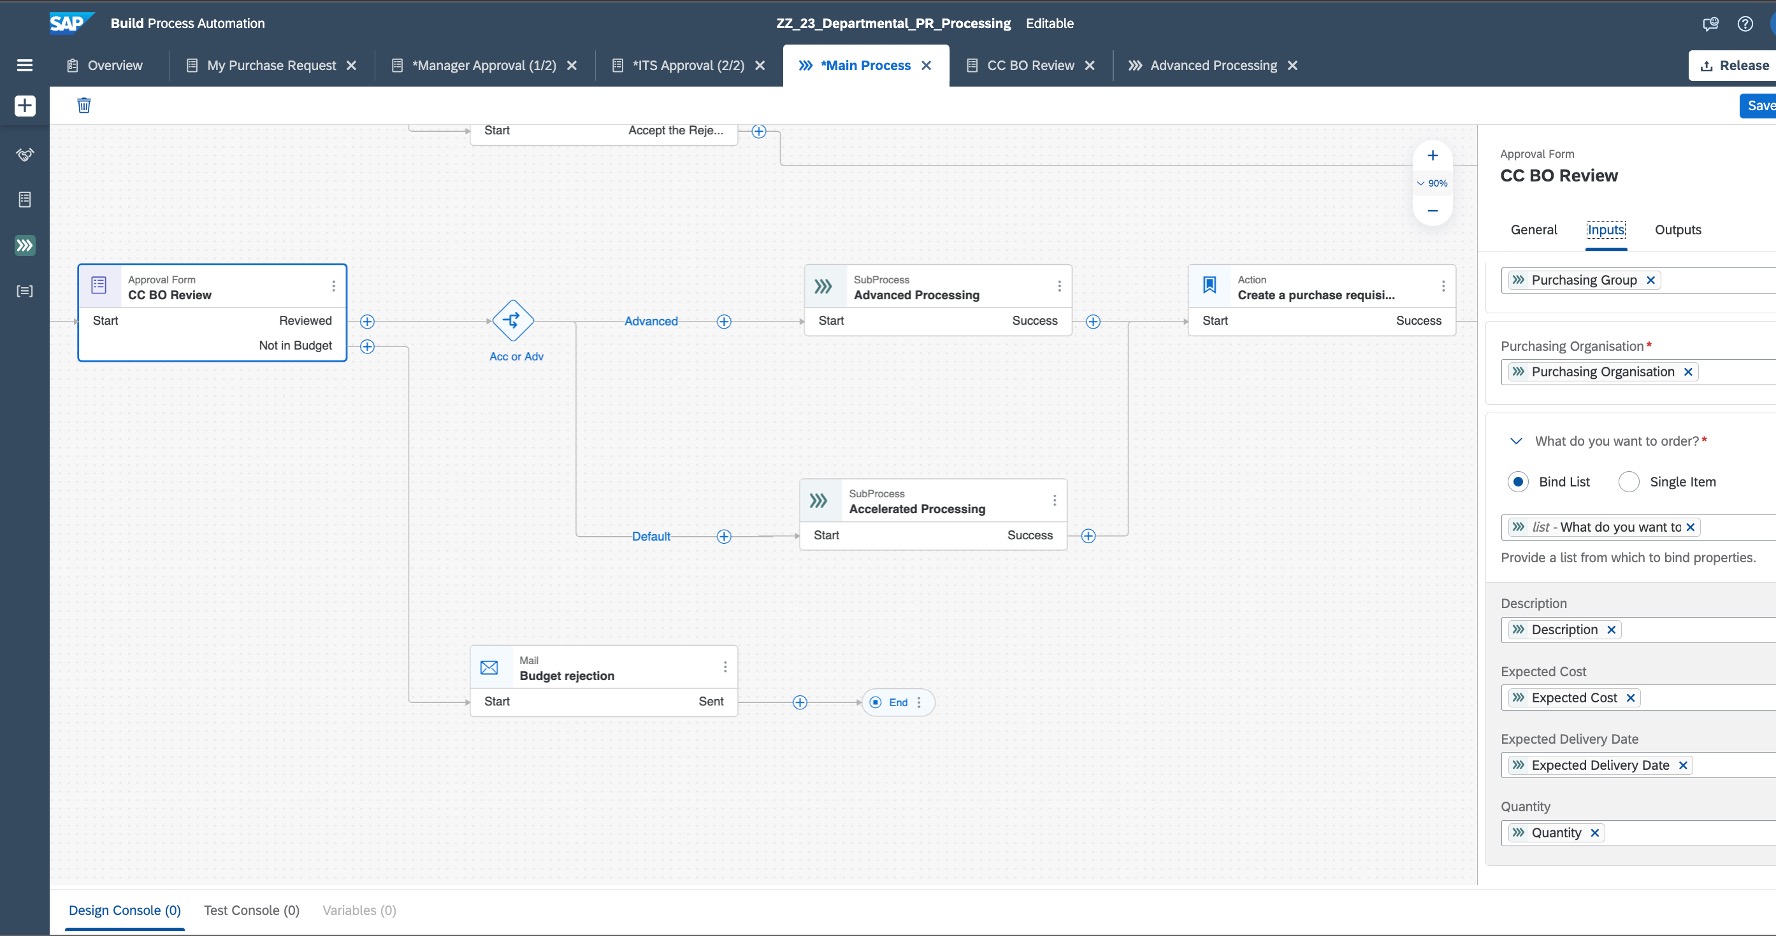 SAP Build Process Automation
ZZ_23_Departmental_PR_Processing Editable
Overview
My Purchase Request
*Manager Approval (1/2)
*ITS Approval (2/2)
*Main Process
CC BO Review
Advanced Processing
Release
Save
Start Accept the Reje...
90%
Approval Form
CC BO Review
Start Reviewed
Not in Budget
Acc or Adv
Advanced
SubProcess
Advanced Processing
Start Success
Action
Create a purchase requisi...
Start Success
Default
SubProcess
Accelerated Processing
Start Success
Mail
Budget rejection
Start Sent
End
Approval Form
CC BO Review
General Inputs Outputs
Purchasing Group
Purchasing Organisation*
Purchasing Organisation
What do you want to order?*
Bind List Single Item
list - What do you want to
Provide a list from which to bind properties.
Description
Description
Expected Cost
Expected Cost
Expected Delivery Date
Expected Delivery Date
Quantity
Quantity
Design Console (0) Test Console (0) Variables (0)